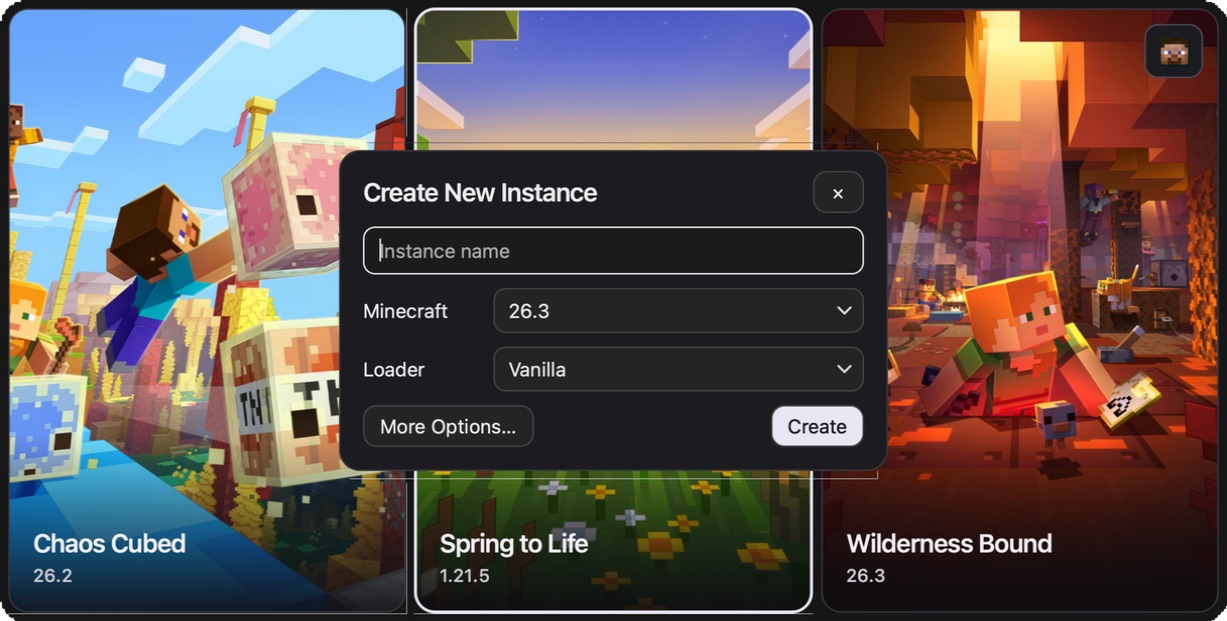 Create New Instance
Instance name
Minecraft
26.3
Loader
Vanilla
More Options...
Create
TNT
Chaos Cubed
26.2
Spring to Life
1.21.5
Wilderness Bound
26.3